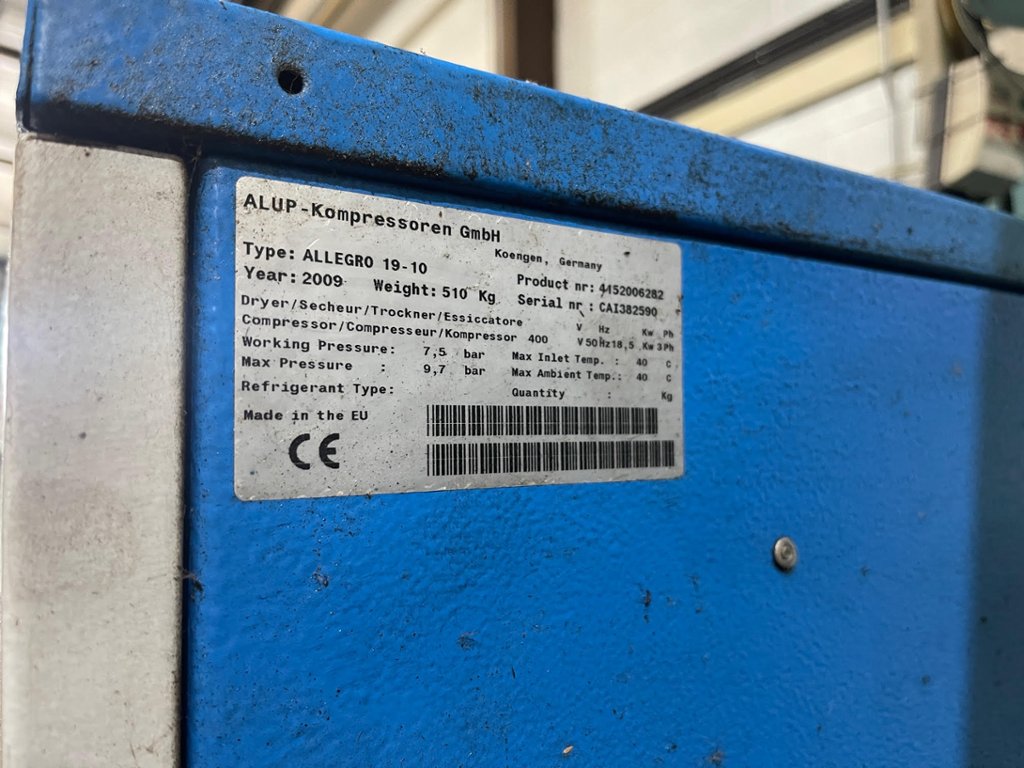 ALUP-Kompressoren GmbH
Koengen, Germany
Type: ALLEGRO 19-10
Product nr: 4152006282
Year: 2009 Weight: 510 Kg
Serial nr : CAI382590
Dryer/Secheur/Trockner/Essiccatore V Hz Kw Ph
Compressor/Compresseur/Kompressor 400 V 50 Hz 18,5 Kw 3 Ph
Working Pressure: 7,5 bar Max Inlet Temp. : 40 C
Max Pressure : 9,7 bar Max Ambient Temp.: 40 C
Refrigerant Type: Quantity : Kg
Made in the EU
CE